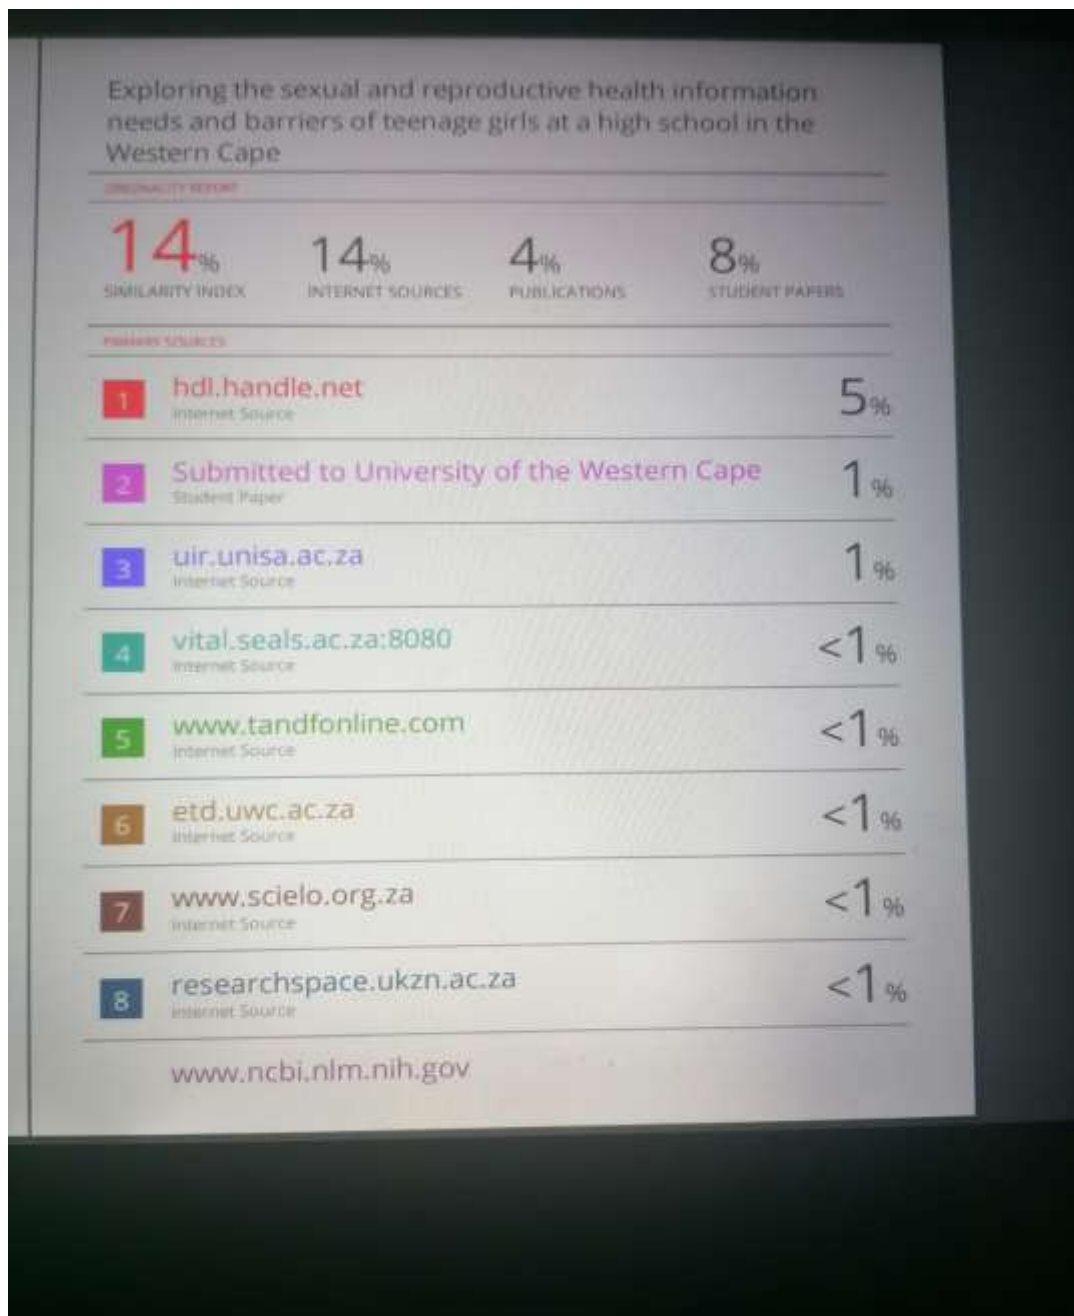 Exploring the sexual and reproductive health information
needs and barriers of teenage girls at a high school in the
Western Cape
ORIGINALITY REPORT
14% 14% 4% 8%
SIMILARITY INDEX INTERNET SOURCES PUBLICATIONS STUDENT PAPERS
PRIMARY SOURCES
1 hdl.handle.net 5%
Internet Source
2 Submitted to University of the Western Cape 1%
Student Paper
3 uir.unisa.ac.za 1%
Internet Source
4 vital.seals.ac.za:8080 <1%
Internet Source
5 www.tandfonline.com <1%
Internet Source
6 etd.uwc.ac.za <1%
Internet Source
7 www.scielo.org.za <1%
Internet Source
8 researchspace.ukzn.ac.za <1%
Internet Source
www.ncbi.nlm.nih.gov